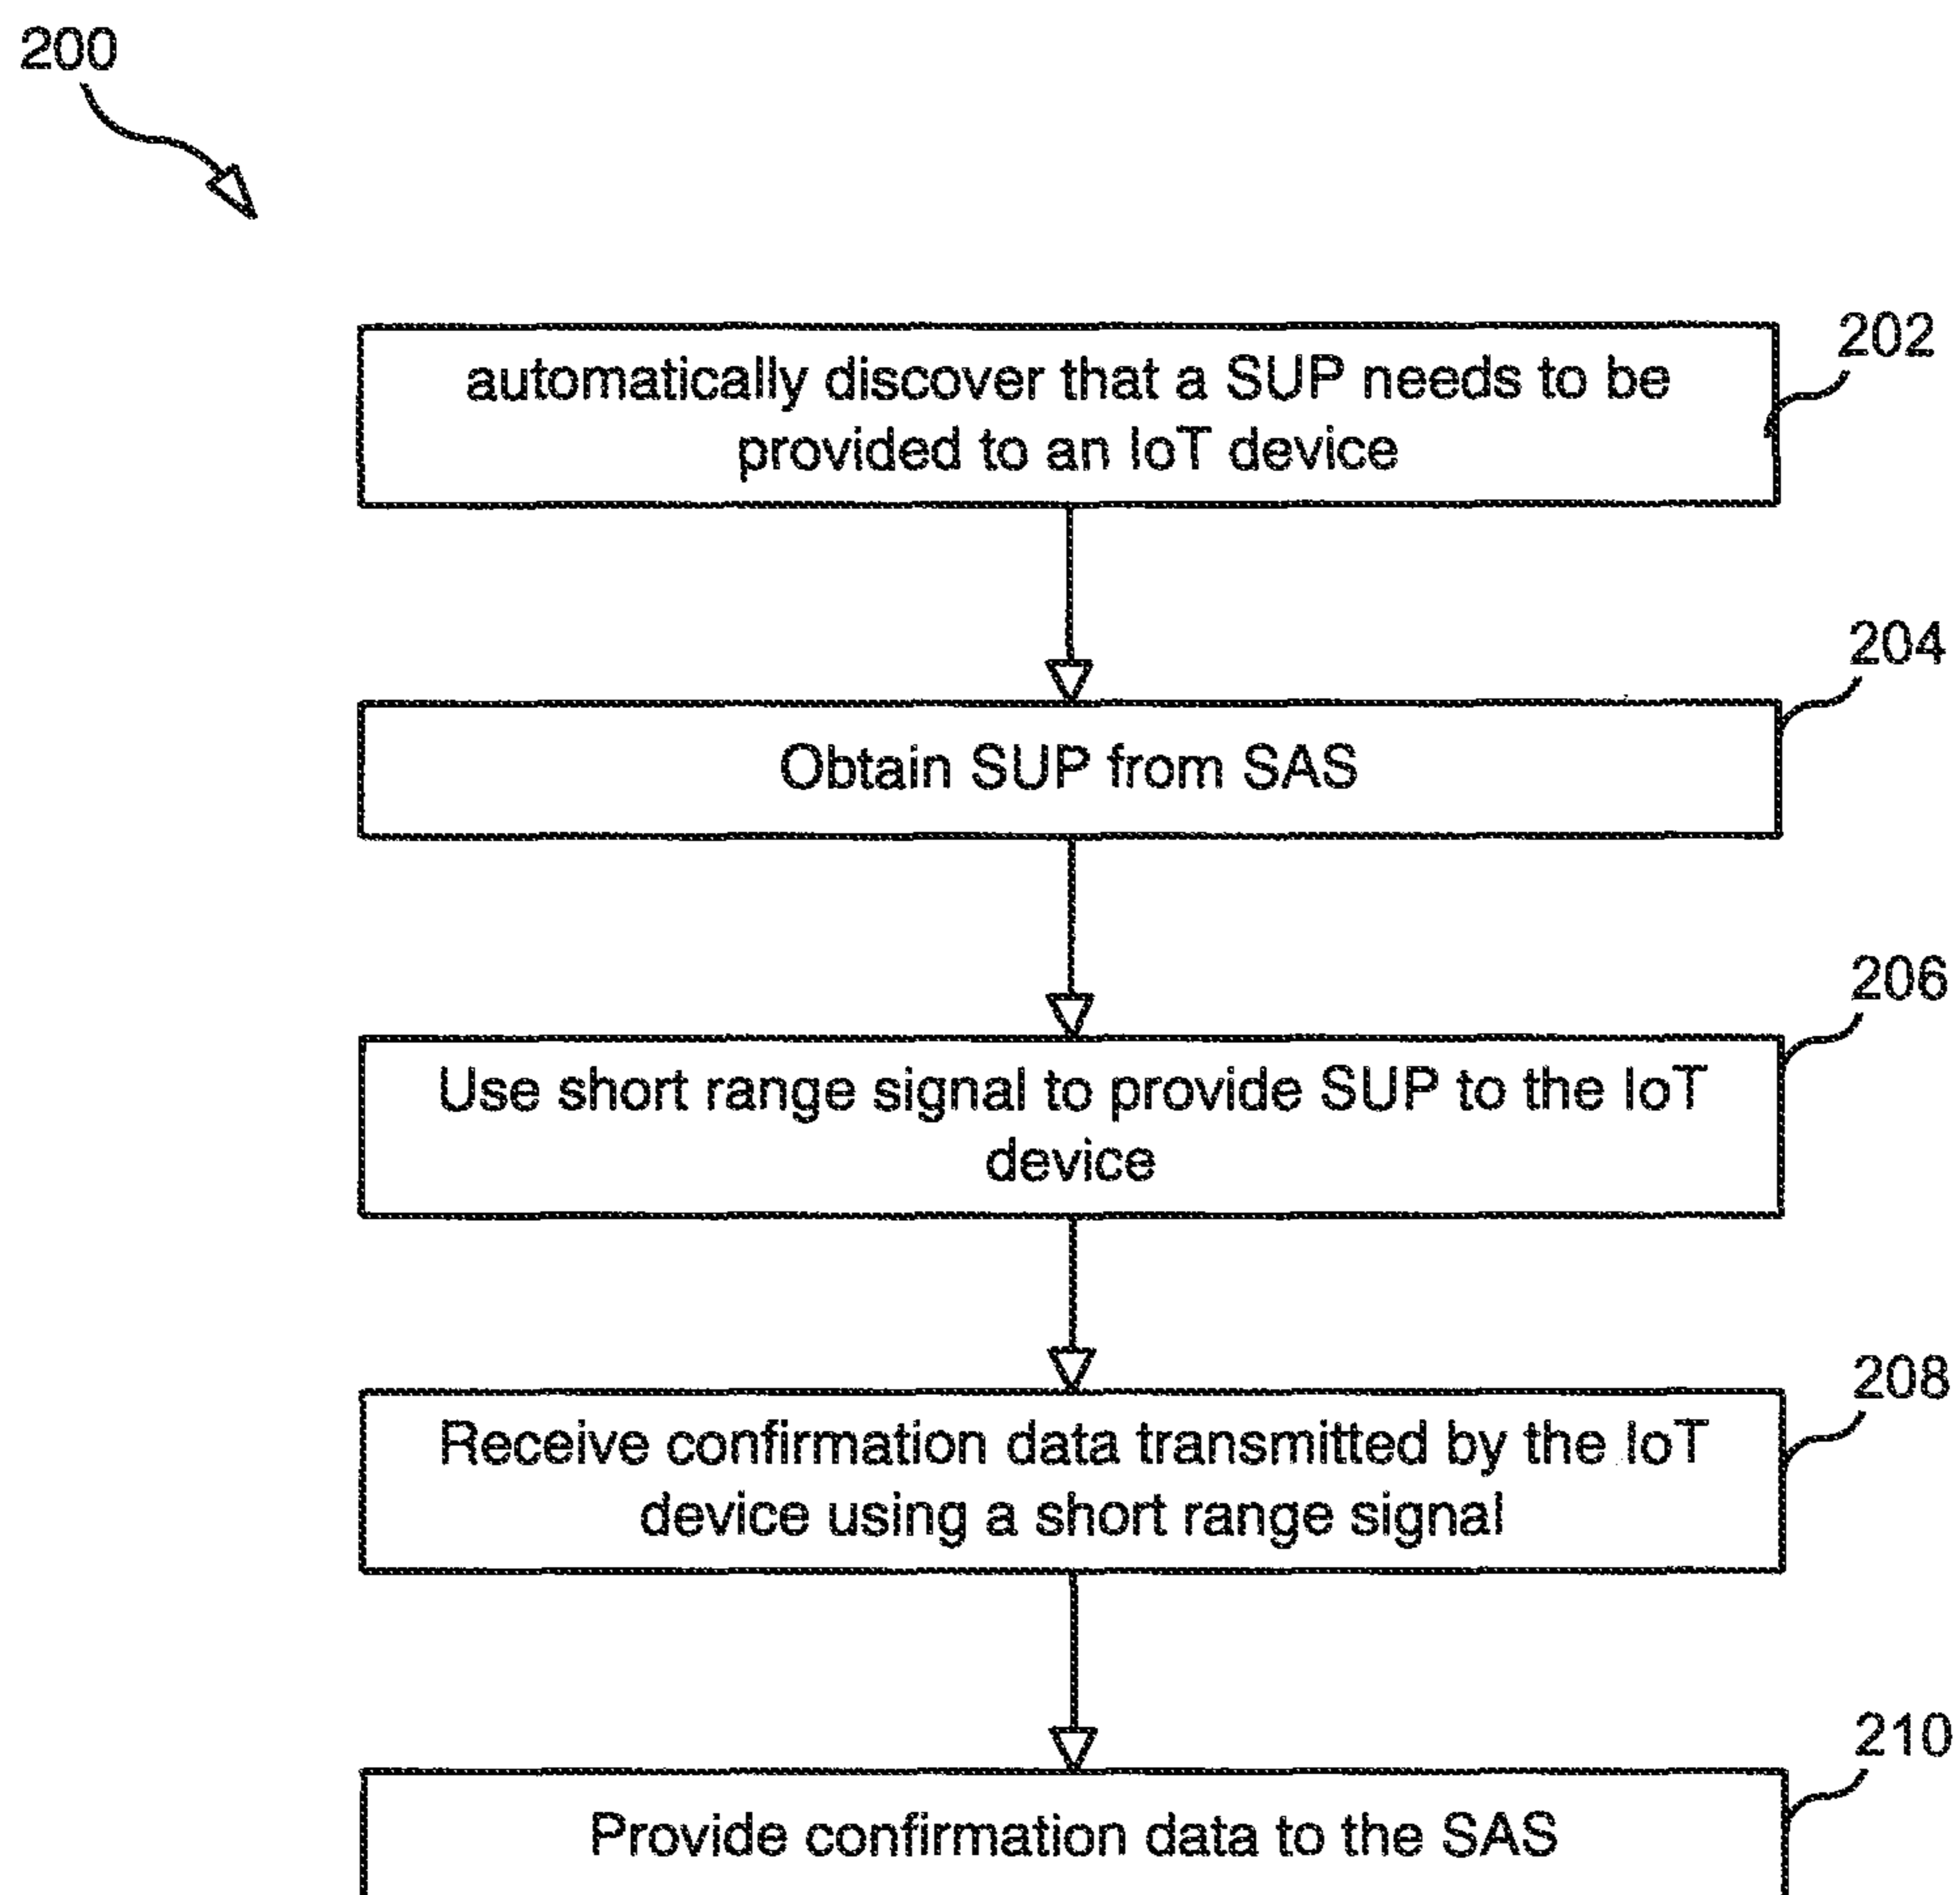 200
202
automatically discover that a SUP needs to be
provided to an IoT device
204
Obtain SUP from SAS
206
Use short range signal to provide SUP to the IoT
device
208
Receive confirmation data transmitted by the IoT
device using a short range signal
210
Provide confirmation data to the SAS